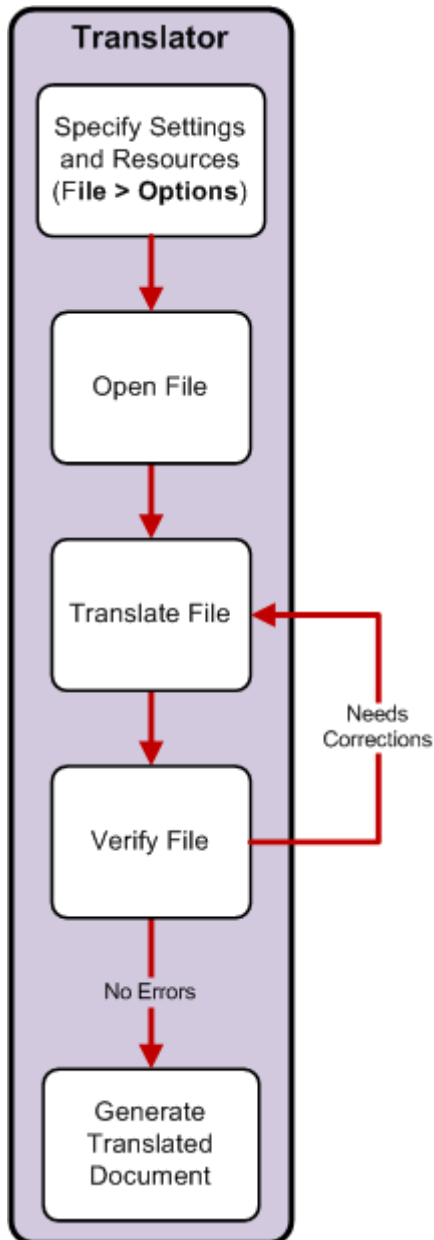 Translator
Specify Settings
and Resources
(File > Options)
Open File
Translate File
Needs
Corrections
Verify File
No Errors
Generate
Translated
Document